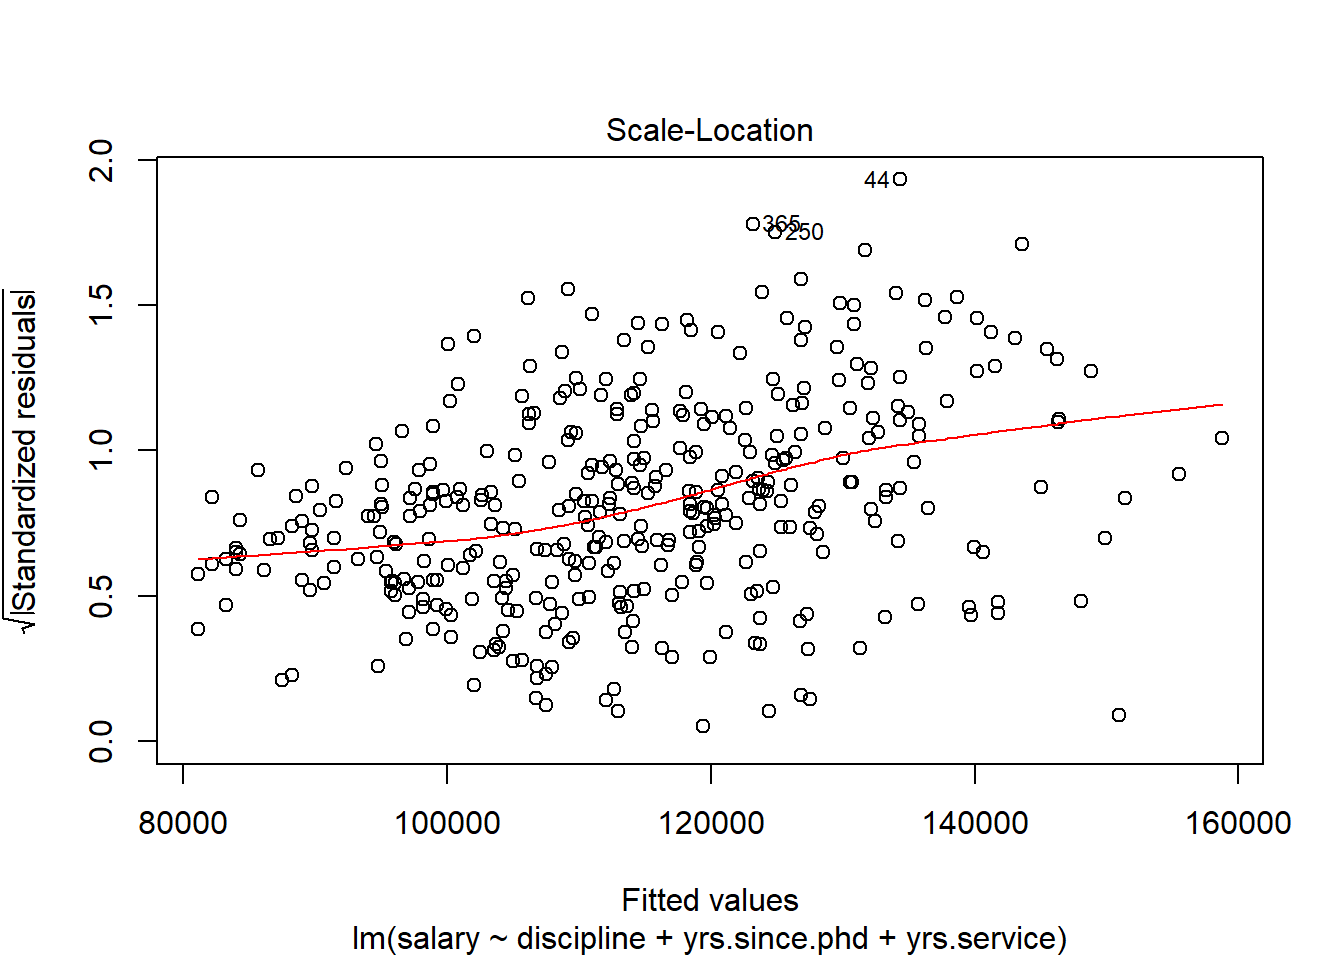 Scale-Location
√|Standardized residuals|
2.0
1.5
1.0
0.5
0.0
44
365
250
80000 100000 120000 140000 160000
Fitted values
lm(salary ~ discipline + yrs.since.phd + yrs.service)